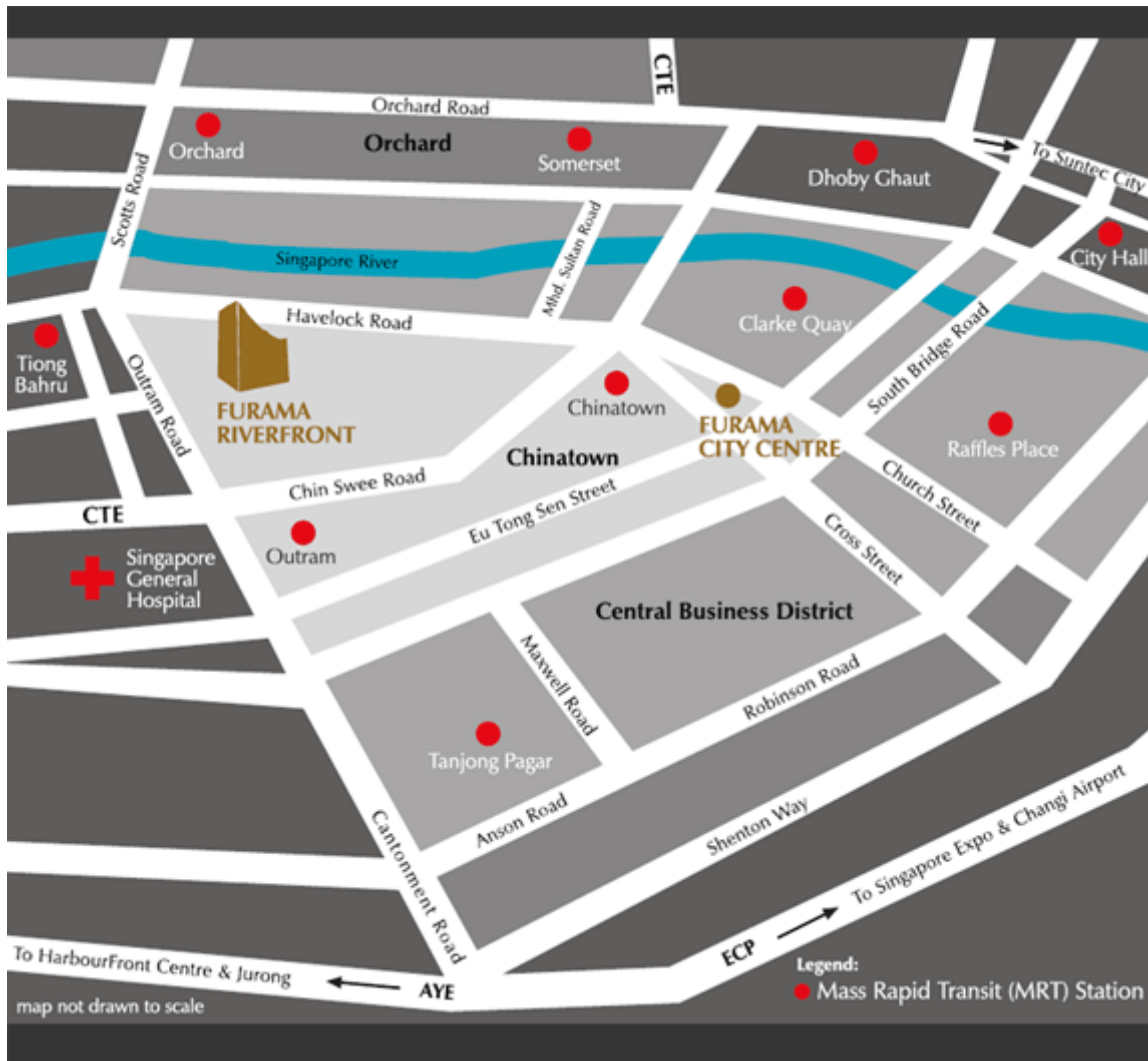 CTE
Orchard Road
Orchard
Orchard
Somerset
Dhoby Ghaut
To Suntec City
City Hall
Scotts Road
Singapore River
Mhd. Sultan Road
Havelock Road
Clarke Quay
South Bridge Road
Tiong
Bahru
Outram Road
FURAMA
RIVERFRONT
Chinatown
FURAMA
CITY CENTRE
Raffles Place
Chinatown
Chin Swee Road
Eu Tong Sen Street
Church Street
CTE
Outram
Cross Street
Singapore
General
Hospital
Central Business District
Maxwell Road
Robinson Road
Tanjong Pagar
Anson Road
Shenton Way
Cantonment Road
To Singapore Expo & Changi Airport
ECP
To HarbourFront Centre & Jurong
AYE
Legend:
Mass Rapid Transit (MRT) Station
map not drawn to scale